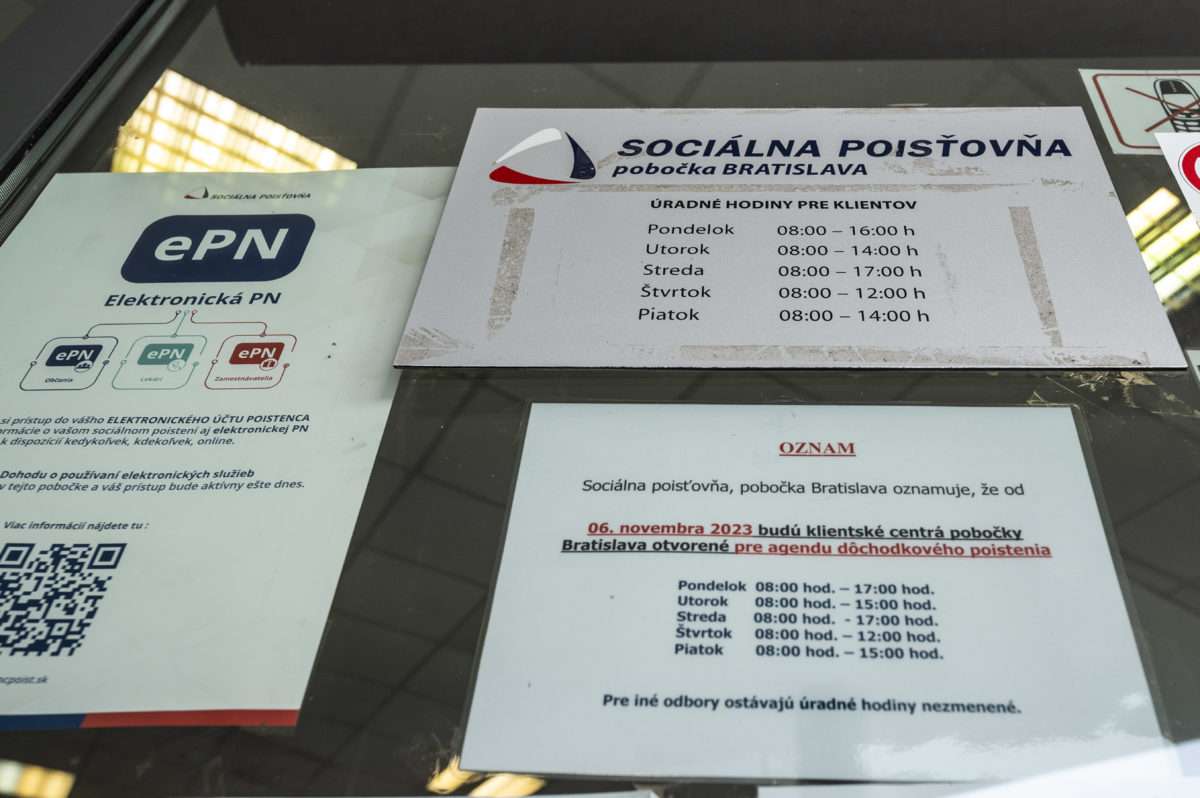 SOCIÁLNA POISŤOVŇA
ePN
Elektronická PN
ePN
Občania
ePN
Lekári
ePN
Zamestnávatelia
si prístup do vášho ELEKTRONICKÉHO ÚČTU POISTENCA
o vašom sociálnom poistení aj elektronickej PN
k dispozícií kedykoľvek, kdekoľvek, online.
Dohodu o používaní elektronických služieb
v tejto pobočke a váš prístup bude aktívny ešte dnes.
Viac informácií nájdete tu :
SOCIÁLNA POISŤOVŇA
pobočka BRATISLAVA
ÚRADNÉ HODINY PRE KLIENTOV
Pondelok 08:00 – 16:00 h
Utorok 08:00 – 14:00 h
Streda 08:00 – 17:00 h
Štvrtok 08:00 – 12:00 h
Piatok 08:00 – 14:00 h
OZNAM
Sociálna poisťovňa, pobočka Bratislava oznamuje, že od
06. novembra 2023 budú klientské centrá pobočky
Bratislava otvorené pre agendu dôchodkového poistenia
Pondelok 08:00 hod. – 17:00 hod.
Utorok 08:00 hod. – 15:00 hod.
Streda 08:00 hod. - 17:00 hod.
Štvrtok 08:00 hod. – 12:00 hod.
Piatok 08:00 hod. – 15:00 hod.
Pre iné odbory ostávajú úradné hodiny nezmenené.